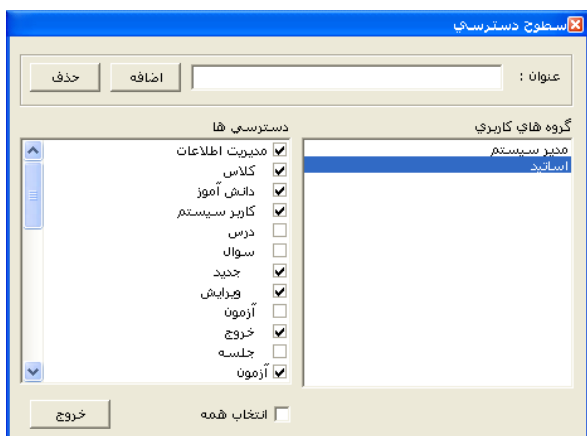 سطوح دسترسي
عنوان :
اضافه
حذف
گروه هاي کاربري
مدير سيستم
اساتيد
دسترسي ها
مديريت اطلاعات
کلاس
دانش آموز
کاربر سيستم
درس
سوال
جديد
ويرايش
آزمون
خروج
جلسه
آزمون
انتخاب همه
خروج